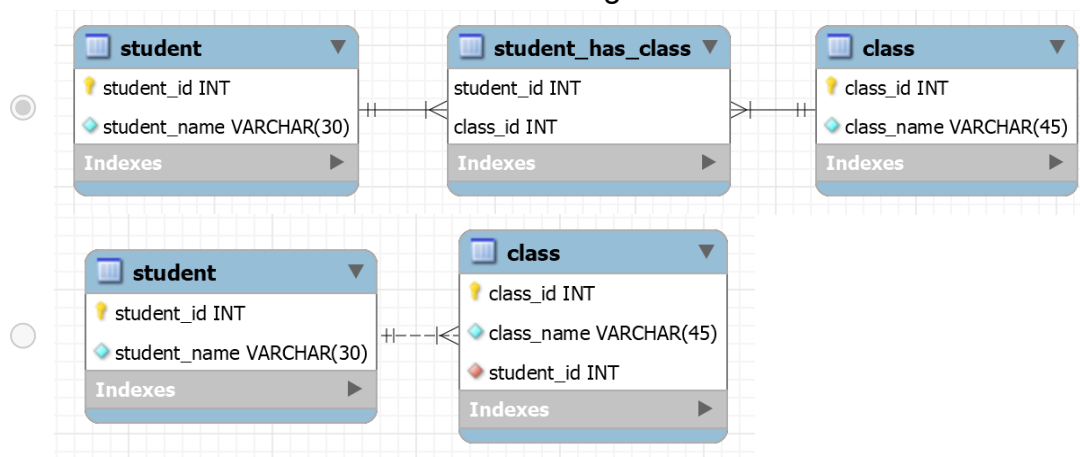 student
student_id INT
student_name VARCHAR(30)
Indexes
student_has_class
student_id INT
class_id INT
class
class_id INT
class_name VARCHAR(45)
Indexes
student
student_id INT
student_name VARCHAR(30)
Indexes
class
class_id INT
class_name VARCHAR(45)
student_id INT
Indexes